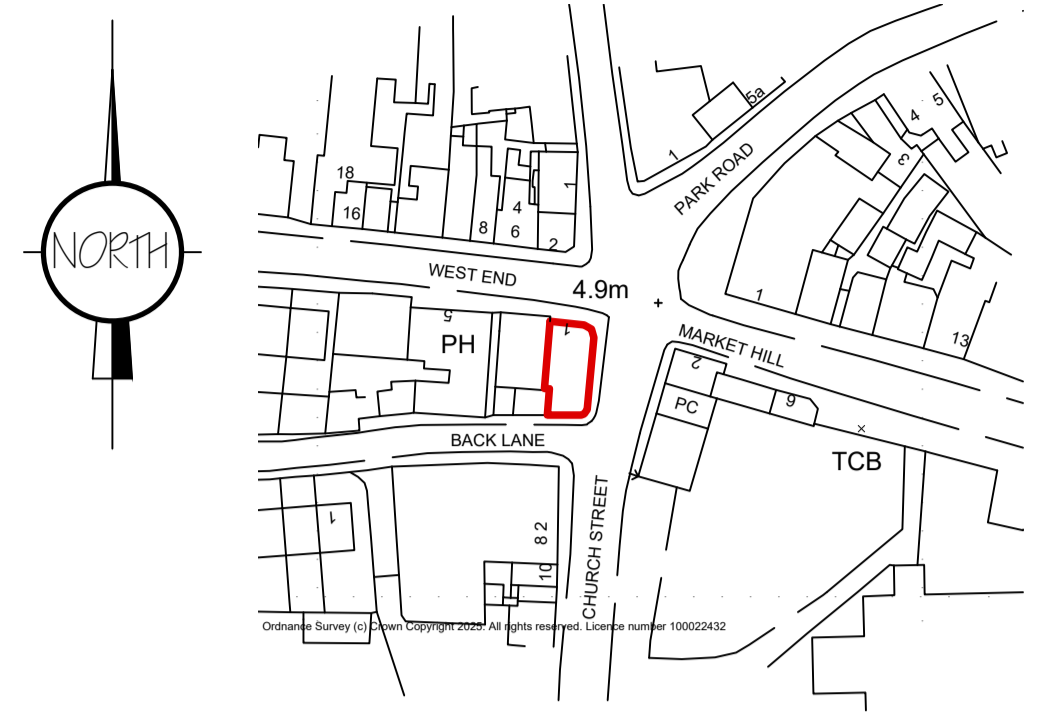 NORTH
5a
4
5
18
1
1
3
PARK ROAD
16
8
4
6
2
WEST END
4.9m
1
5
1
PH
MARKET HILL
13
2
PC
9
BACK LANE
TCB
1
8 2
10
CHURCH STREET
Ordnance Survey (c) Crown Copyright 2025. All rights reserved. Licence number 100022432